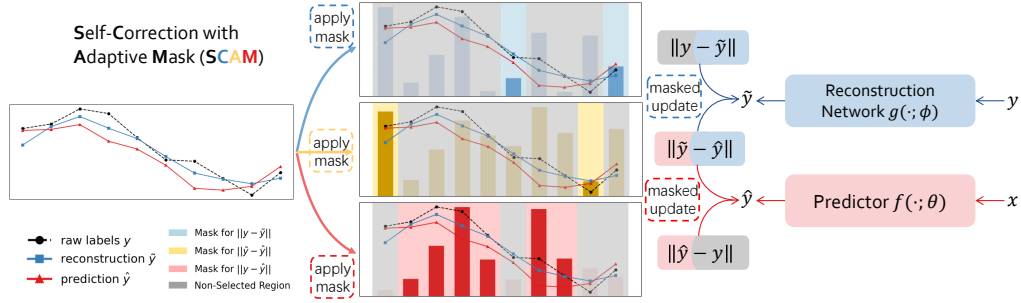 Self-Correction with
Adaptive Mask (SCAM)
raw labels y
reconstruction ỹ
prediction ŷ
Mask for ||y - ỹ||
Mask for ||ỹ - ŷ||
Mask for ||y - ŷ||
Non-Selected Region
apply
mask
apply
mask
apply
mask
‖y − ỹ‖
masked
update
ỹ
‖ỹ − ŷ‖
masked
update
ŷ
‖ŷ − y‖
Reconstruction
Network g(·; ϕ)
y
Predictor f(·; θ)
x